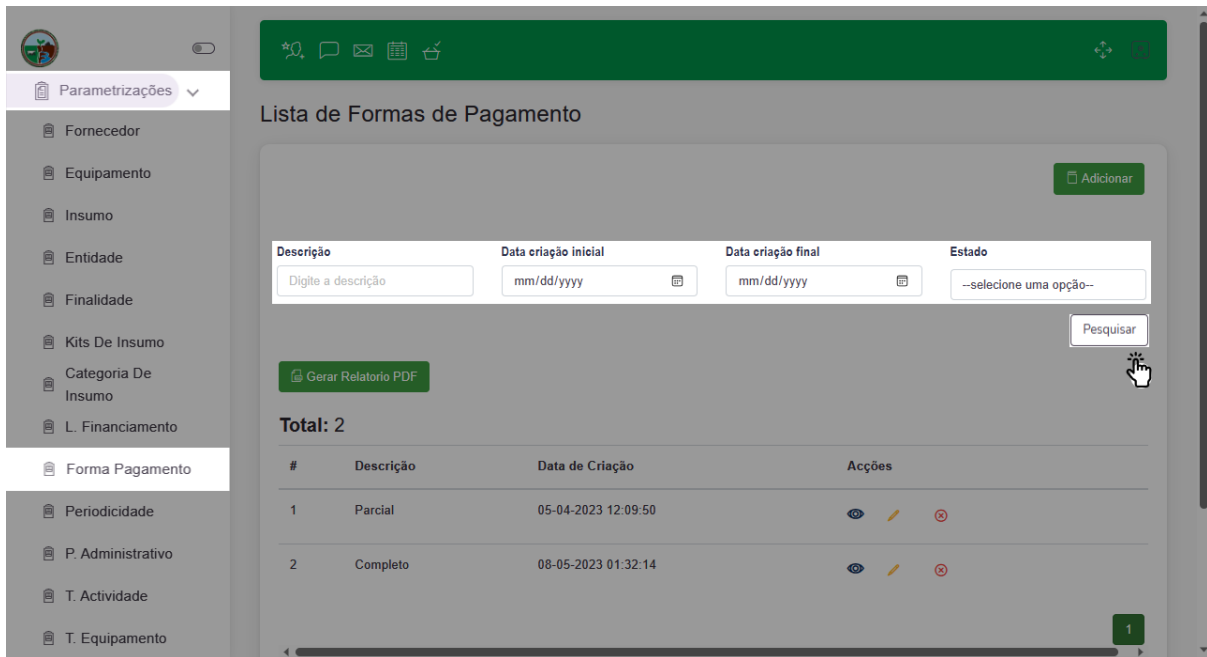 Parametrizações
Fornecedor
Equipamento
Insumo
Entidade
Finalidade
Kits De Insumo
Categoria De
Insumo
L. Financiamento
Forma Pagamento
Periodicidade
P. Administrativo
T. Actividade
T. Equipamento
Lista de Formas de Pagamento
Adicionar
Descrição Data criação inicial Data criação final Estado
Digite a descrição mm/dd/yyyy mm/dd/yyyy --selecione uma opção--
Pesquisar
Gerar Relatorio PDF
Total: 2
# Descrição Data de Criação Acções
1 Parcial 05-04-2023 12:09:50
2 Completo 08-05-2023 01:32:14
1